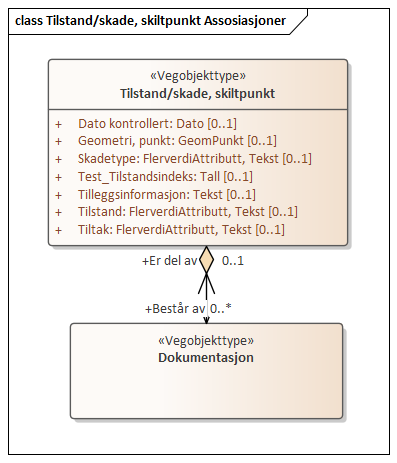 class Tilstand/skade, skiltpunkt Assosiasjoner
«Vegobjekttype»
Tilstand/skade, skiltpunkt
+ Dato kontrollert: Dato [0..1]
+ Geometri, punkt: GeomPunkt [0..1]
+ Skadetype: FlerverdiAttributt, Tekst [0..1]
+ Test_Tilstandsindeks: Tall [0..1]
+ Tilleggsinformasjon: Tekst [0..1]
+ Tilstand: FlerverdiAttributt, Tekst [0..1]
+ Tiltak: FlerverdiAttributt, Tekst [0..1]
+Er del av 0..1
+Består av 0..*
«Vegobjekttype»
Dokumentasjon